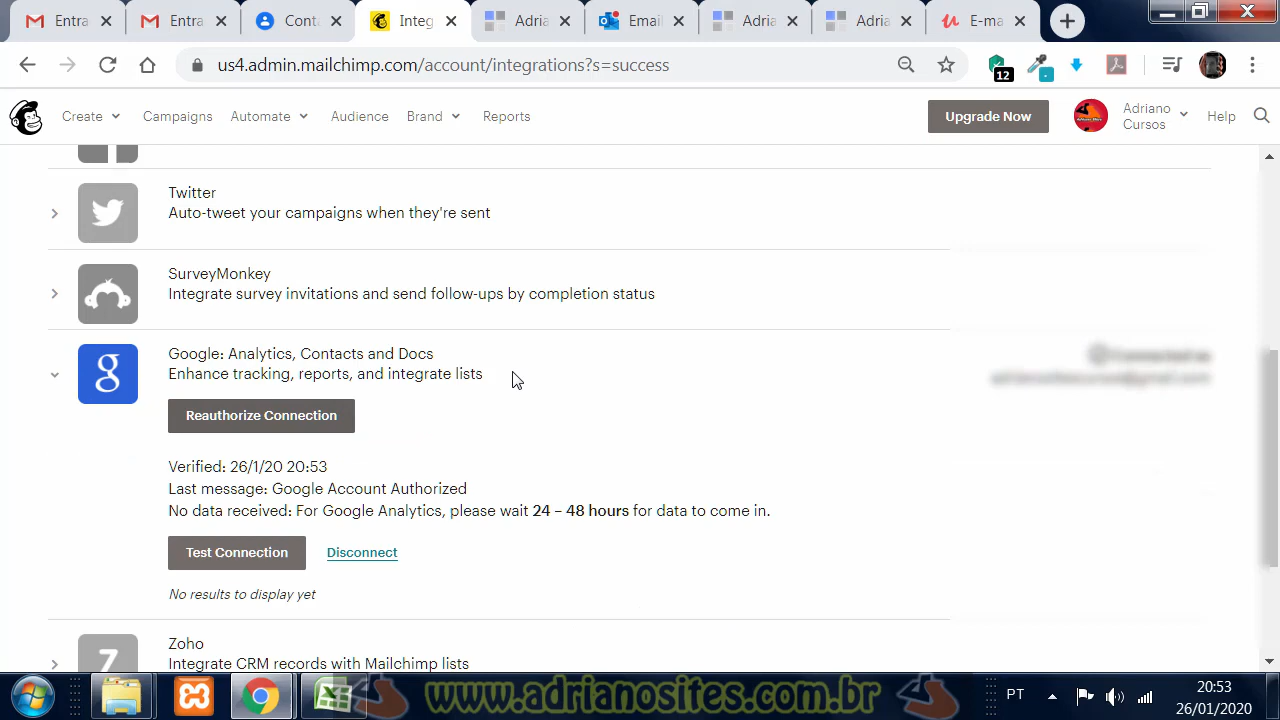 Entra
Entra
Conta
Integ
Adria
Email
Adria
Adria
E-ma
us4.admin.mailchimp.com/account/integrations?s=success
12
Create
Campaigns
Automate
Audience
Brand
Reports
Upgrade Now
Adriano
Cursos
Help
Twitter
Auto-tweet your campaigns when they're sent
SurveyMonkey
Integrate survey invitations and send follow-ups by completion status
Google: Analytics, Contacts and Docs
Enhance tracking, reports, and integrate lists
Reauthorize Connection
Verified: 26/1/20 20:53
Last message: Google Account Authorized
No data received: For Google Analytics, please wait 24 – 48 hours for data to come in.
Test Connection
Disconnect
No results to display yet
Zoho
Integrate CRM records with Mailchimp lists
www.adrianosites.com.b
PT
20:53
26/01/2020